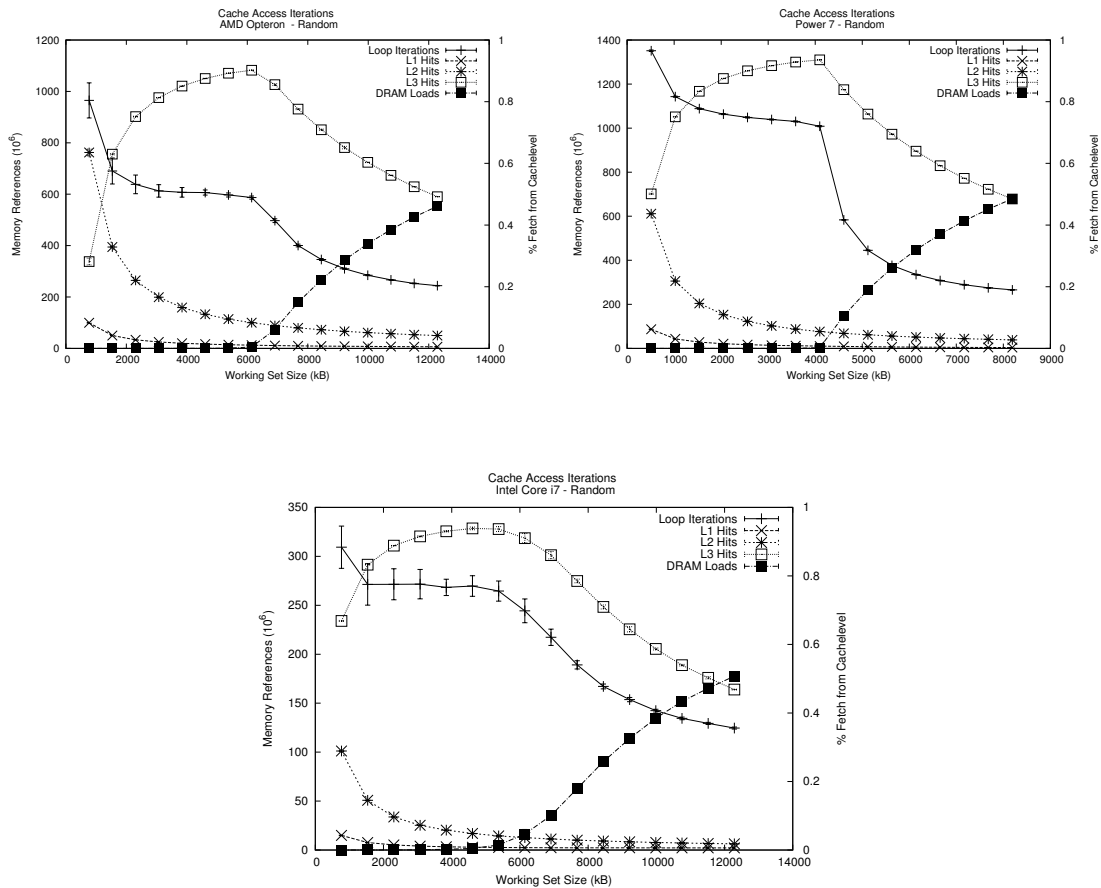 Cache Access Iterations
AMD Opteron - Random
1200
1000
800
600
400
200
0
1
0.8
0.6
0.4
0.2
0
0 2000 4000 6000 8000 10000 12000 14000
Memory References (10^6)
% Fetch from Cachelevel
Working Set Size (kB)
Loop Iterations
L1 Hits
L2 Hits
L3 Hits
DRAM Loads
Cache Access Iterations
Power 7 - Random
1400
1200
1000
800
600
400
200
0
1
0.8
0.6
0.4
0.2
0
0 1000 2000 3000 4000 5000 6000 7000 8000 9000
Memory References (10^6)
% Fetch from Cachelevel
Working Set Size (kB)
Loop Iterations
L1 Hits
L2 Hits
L3 Hits
DRAM Loads
Cache Access Iterations
Intel Core i7 - Random
350
300
250
200
150
100
50
0
1
0.8
0.6
0.4
0.2
0
0 2000 4000 6000 8000 10000 12000 14000
Memory References (10^6)
% Fetch from Cachelevel
Working Set Size (kB)
Loop Iterations
L1 Hits
L2 Hits
L3 Hits
DRAM Loads